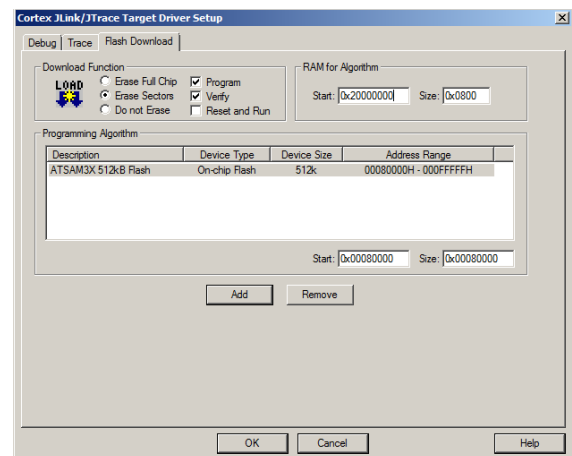 Cortex JLink/JTrace Target Driver Setup
Debug Trace Flash Download
Download Function
LOAD
Erase Full Chip
Erase Sectors
Do not Erase
Program
Verify
Reset and Run
RAM for Algorithm
Start: 0x20000000 Size: 0x0800
Programming Algorithm
Description Device Type Device Size Address Range
ATSAM3X 512kB Flash On-chip Flash 512k 00080000H - 000FFFFFH
Start: 0x00080000 Size: 0x00080000
Add Remove
OK Cancel Help